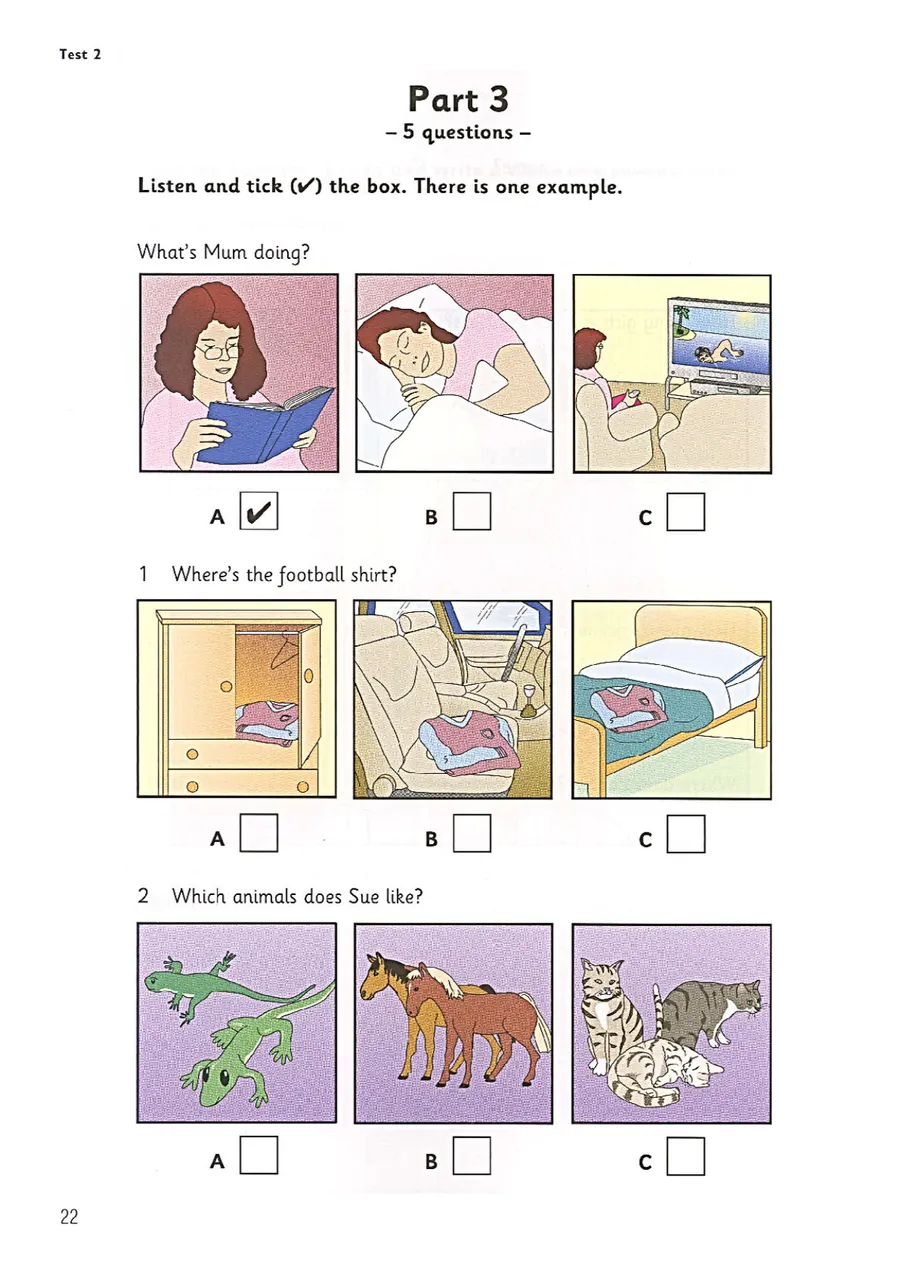 Test 2
Part 3
– 5 questions –
Listen and tick (✔) the box. There is one example.
What's Mum doing?
A ✔ B C
1 Where's the football shirt?
A B C
2 Which animals does Sue like?
A B C
22